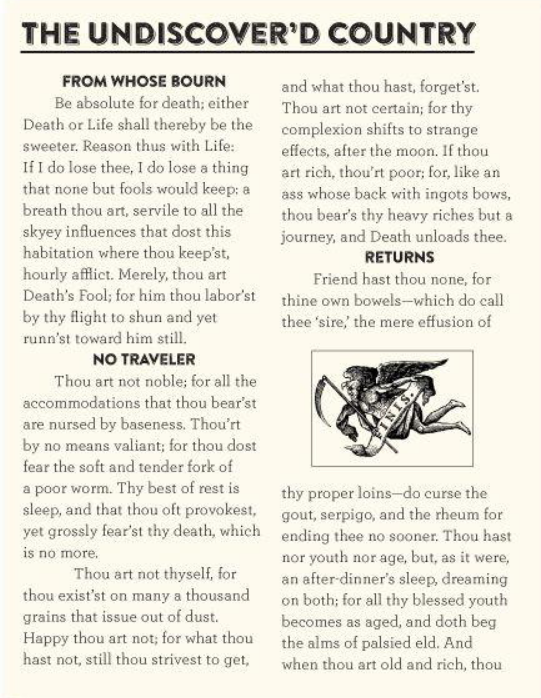 THE UNDISCOVER'D COUNTRY
FROM WHOSE BOURN
Be absolute for death; either
Death or Life shall thereby be the
sweeter. Reason thus with Life:
If I do lose thee, I do lose a thing
that none but fools would keep: a
breath thou art, servile to all the
skyey influences that dost this
habitation where thou keep'st,
hourly afflict. Merely, thou art
Death's Fool; for him thou labor'st
by thy flight to shun and yet
runn'st toward him still.
NO TRAVELER
Thou art not noble; for all the
accommodations that thou bear'st
are nursed by baseness. Thou'rt
by no means valiant; for thou dost
fear the soft and tender fork of
a poor worm. Thy best of rest is
sleep, and that thou oft provokest,
yet grossly fear'st thy death, which
is no more.
Thou art not thyself, for
thou exist'st on many a thousand
grains that issue out of dust.
Happy thou art not; for what thou
hast not, still thou strivest to get,
and what thou hast, forget'st.
Thou art not certain; for thy
complexion shifts to strange
effects, after the moon. If thou
art rich, thou'rt poor; for, like an
ass whose back with ingots bows,
thou bear's thy heavy riches but a
journey, and Death unloads thee.
RETURNS
Friend hast thou none, for
thine own bowels—which do call
thee 'sire,' the mere effusion of
FINIS.
thy proper loins—do curse the
gout, serpigo, and the rheum for
ending thee no sooner. Thou hast
nor youth nor age, but, as it were,
an after-dinner's sleep, dreaming
on both; for all thy blessed youth
becomes as aged, and doth beg
the alms of palsied eld. And
when thou art old and rich, thou